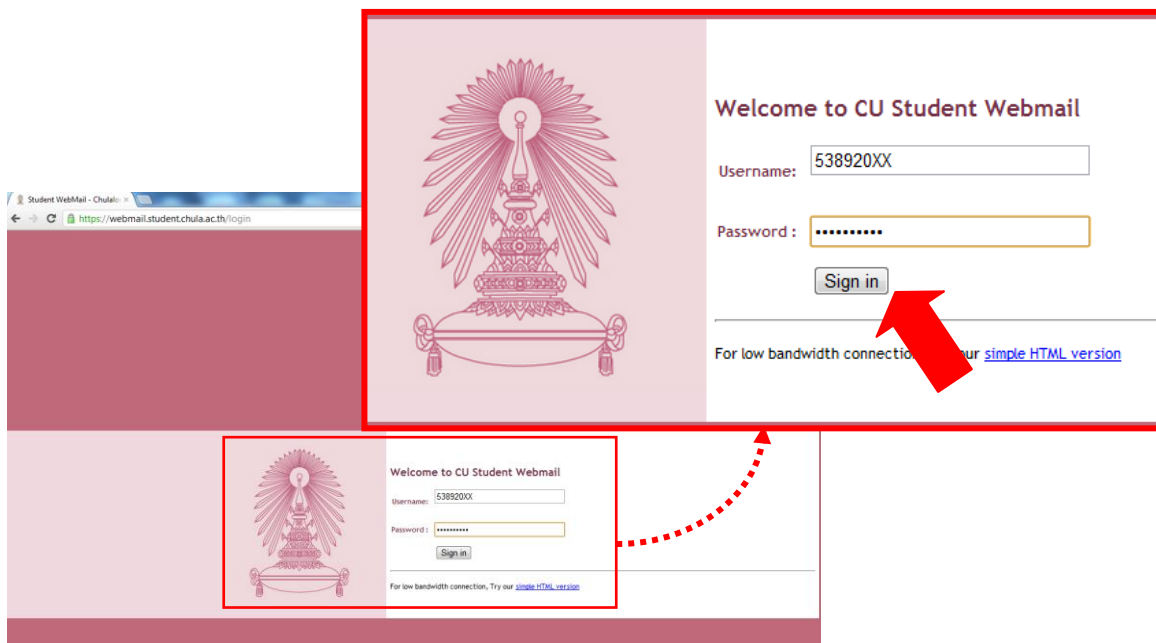 Welcome to CU Student Webmail
Username: 538920XX
Password : ••••••••••
Sign in
For low bandwidth connection our simple HTML version
Student WebMail - Chulalo
https://webmail.student.chula.ac.th/login
Welcome to CU Student Webmail
Username: 538920XX
Password : ••••••••••
Sign in
For low bandwidth connection, Try our simple HTML version